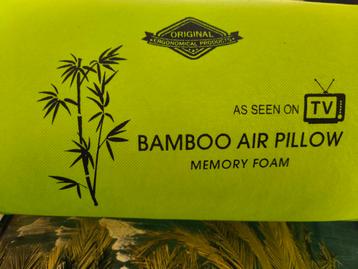 ORIGINAL
ERGONOMICAL PRODUCTS
AS SEEN ON TV
BAMBOO AIR PILLOW
MEMORY FOAM